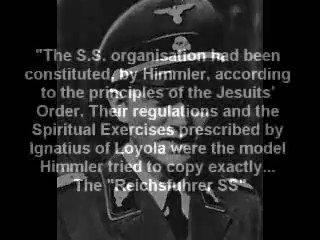 "The S.S. organisation had been
constituted, by Himmler, according
to the principles of the Jesuits'
Order. Their regulations and the
Spiritual Exercises prescribed by
Ignatius of Loyola were the model
Himmler tried to copy exactly...
The "Reichsfuhrer SS"